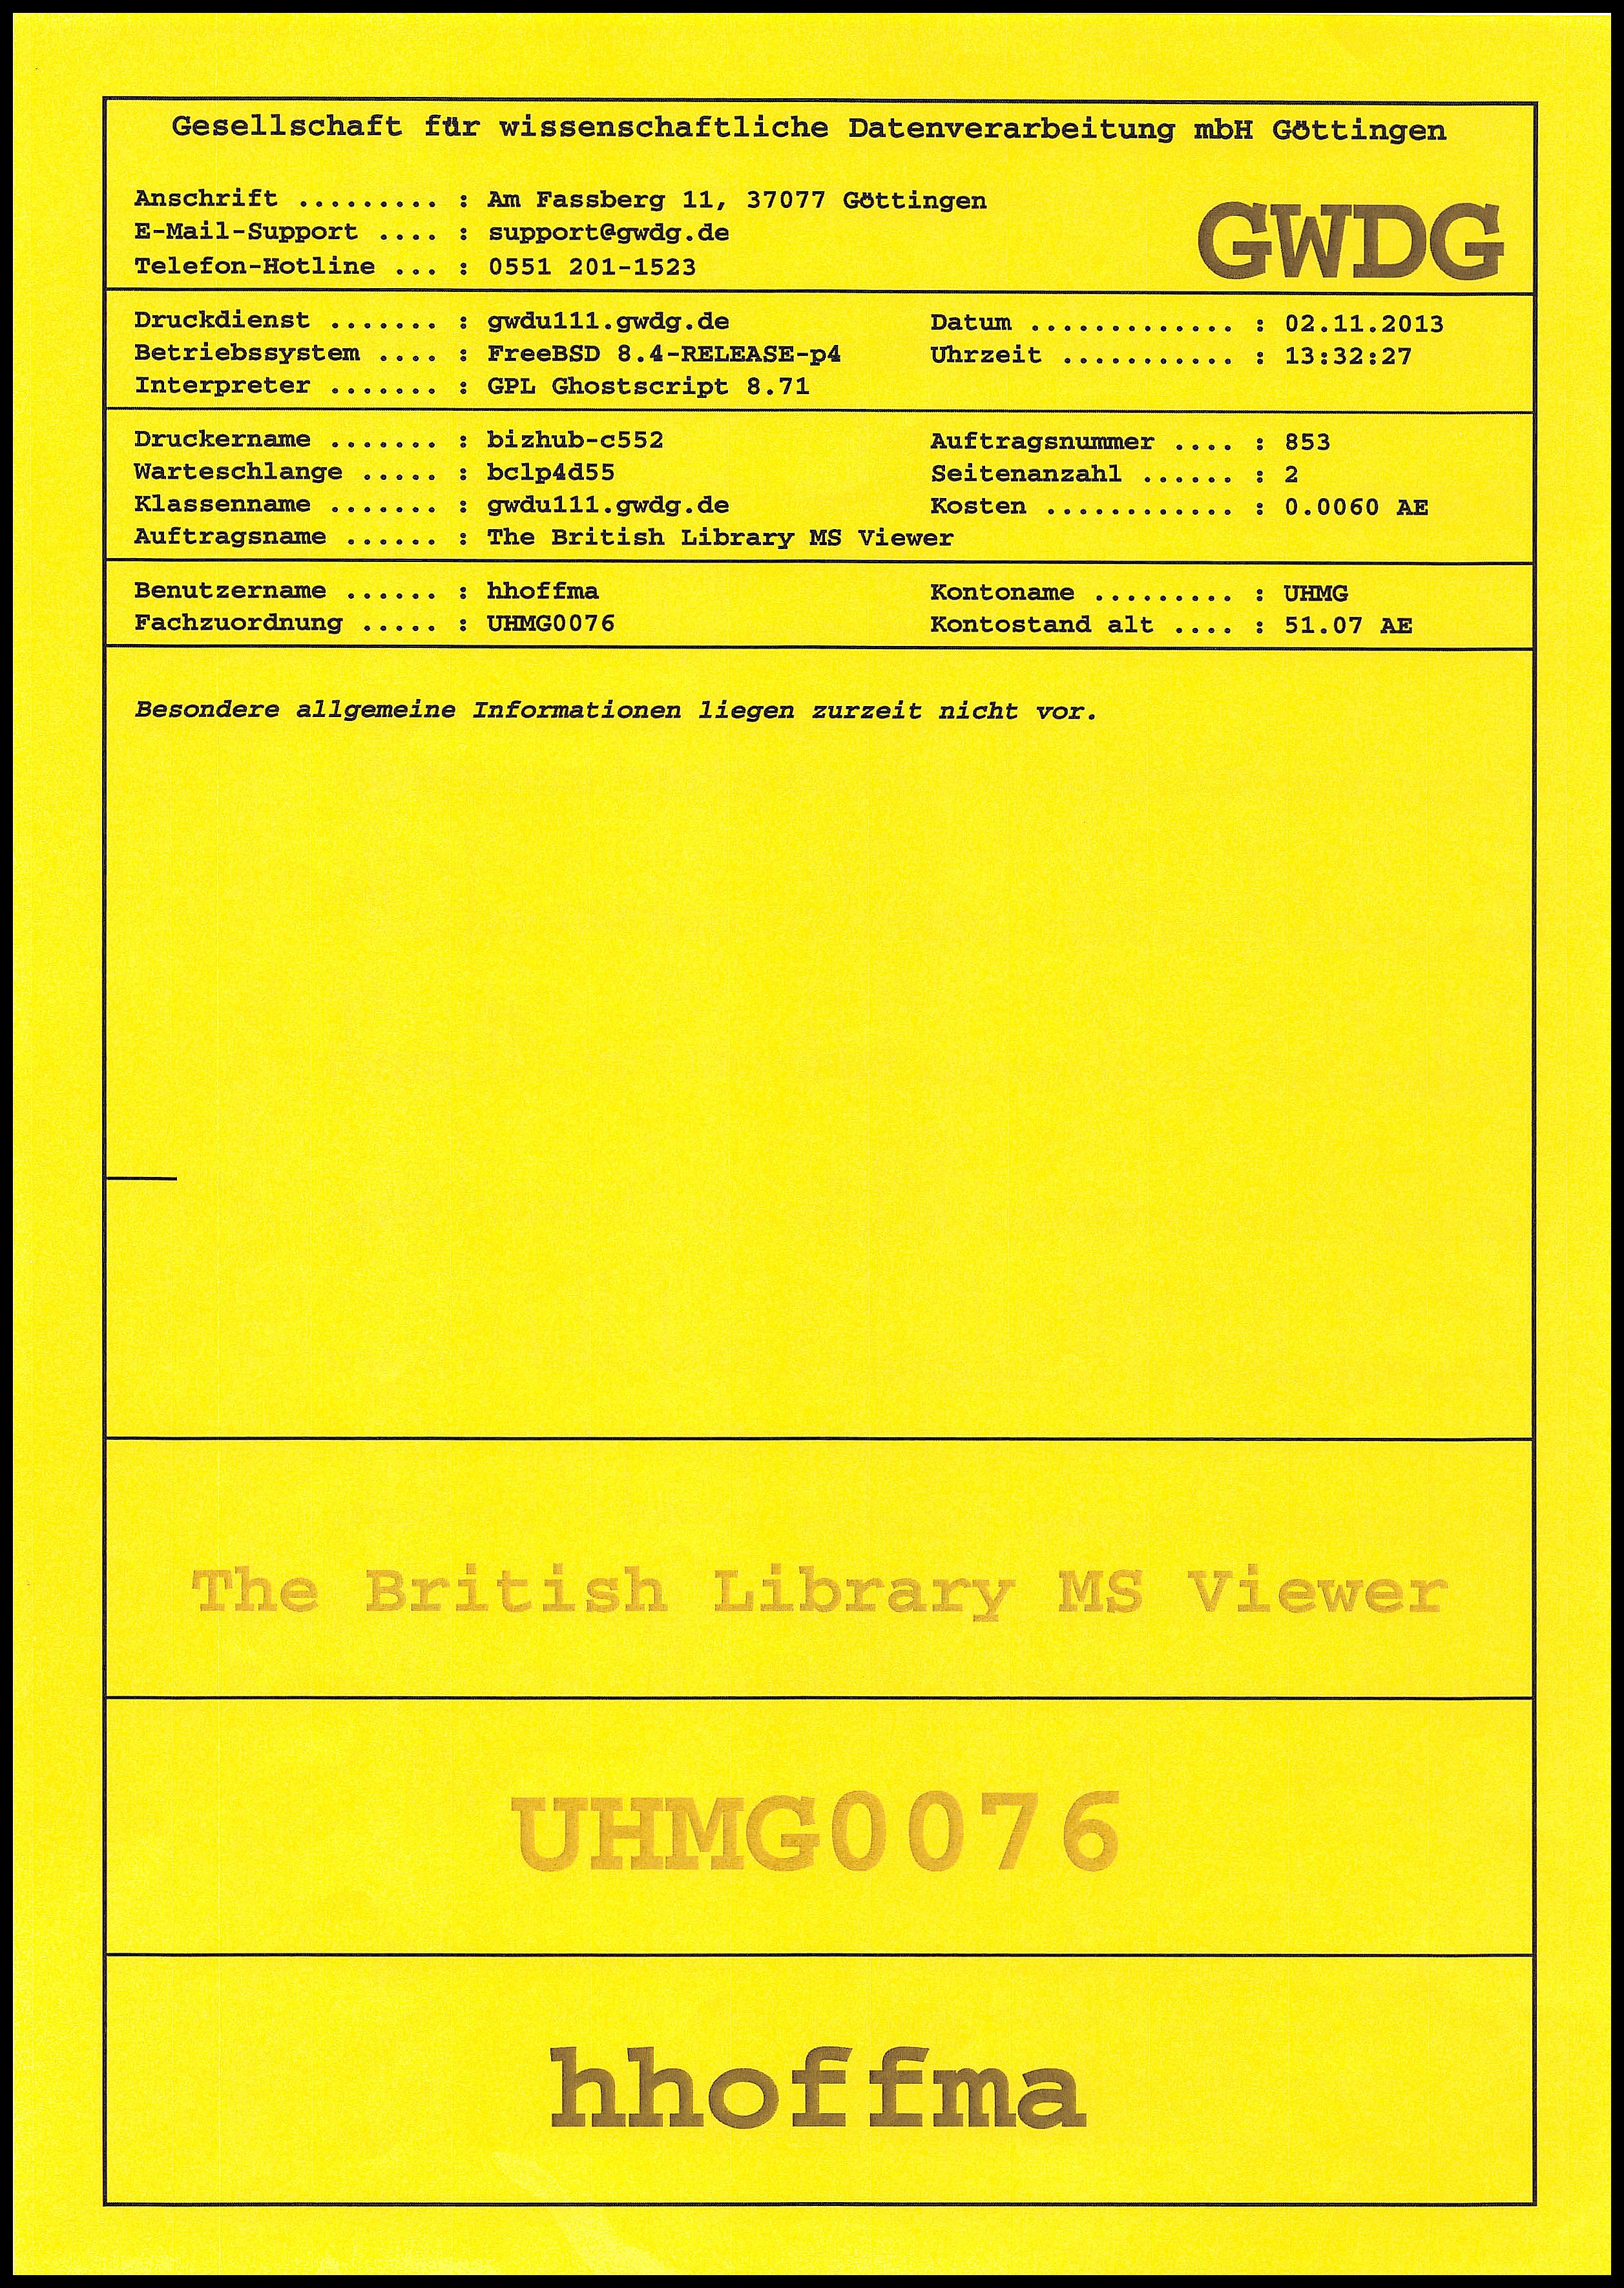 Gesellschaft für wissenschaftliche Datenverarbeitung mbH Göttingen
Anschrift ......... : Am Fassberg 11, 37077 Göttingen
E-Mail-Support .... : support@gwdg.de
Telefon-Hotline ... : 0551 201-1523
GWDG
Druckdienst ....... : gwdu111.gwdg.de Datum ............. : 02.11.2013
Betriebssystem .... : FreeBSD 8.4-RELEASE-p4 Uhrzeit ........... : 13:32:27
Interpreter ....... : GPL Ghostscript 8.71
Druckername ....... : bizhub-c552 Auftragsnummer .... : 853
Warteschlange ..... : bclp4d55 Seitenanzahl ...... : 2
Klassenname ....... : gwdu111.gwdg.de Kosten ............ : 0.0060 AE
Auftragsname ...... : The British Library MS Viewer
Benutzername ...... : hhoffma Kontoname ......... : UHMG
Fachzuordnung ..... : UHMG0076 Kontostand alt .... : 51.07 AE
Besondere allgemeine Informationen liegen zurzeit nicht vor.
The British Library MS Viewer
UHMG0076
hhoffma